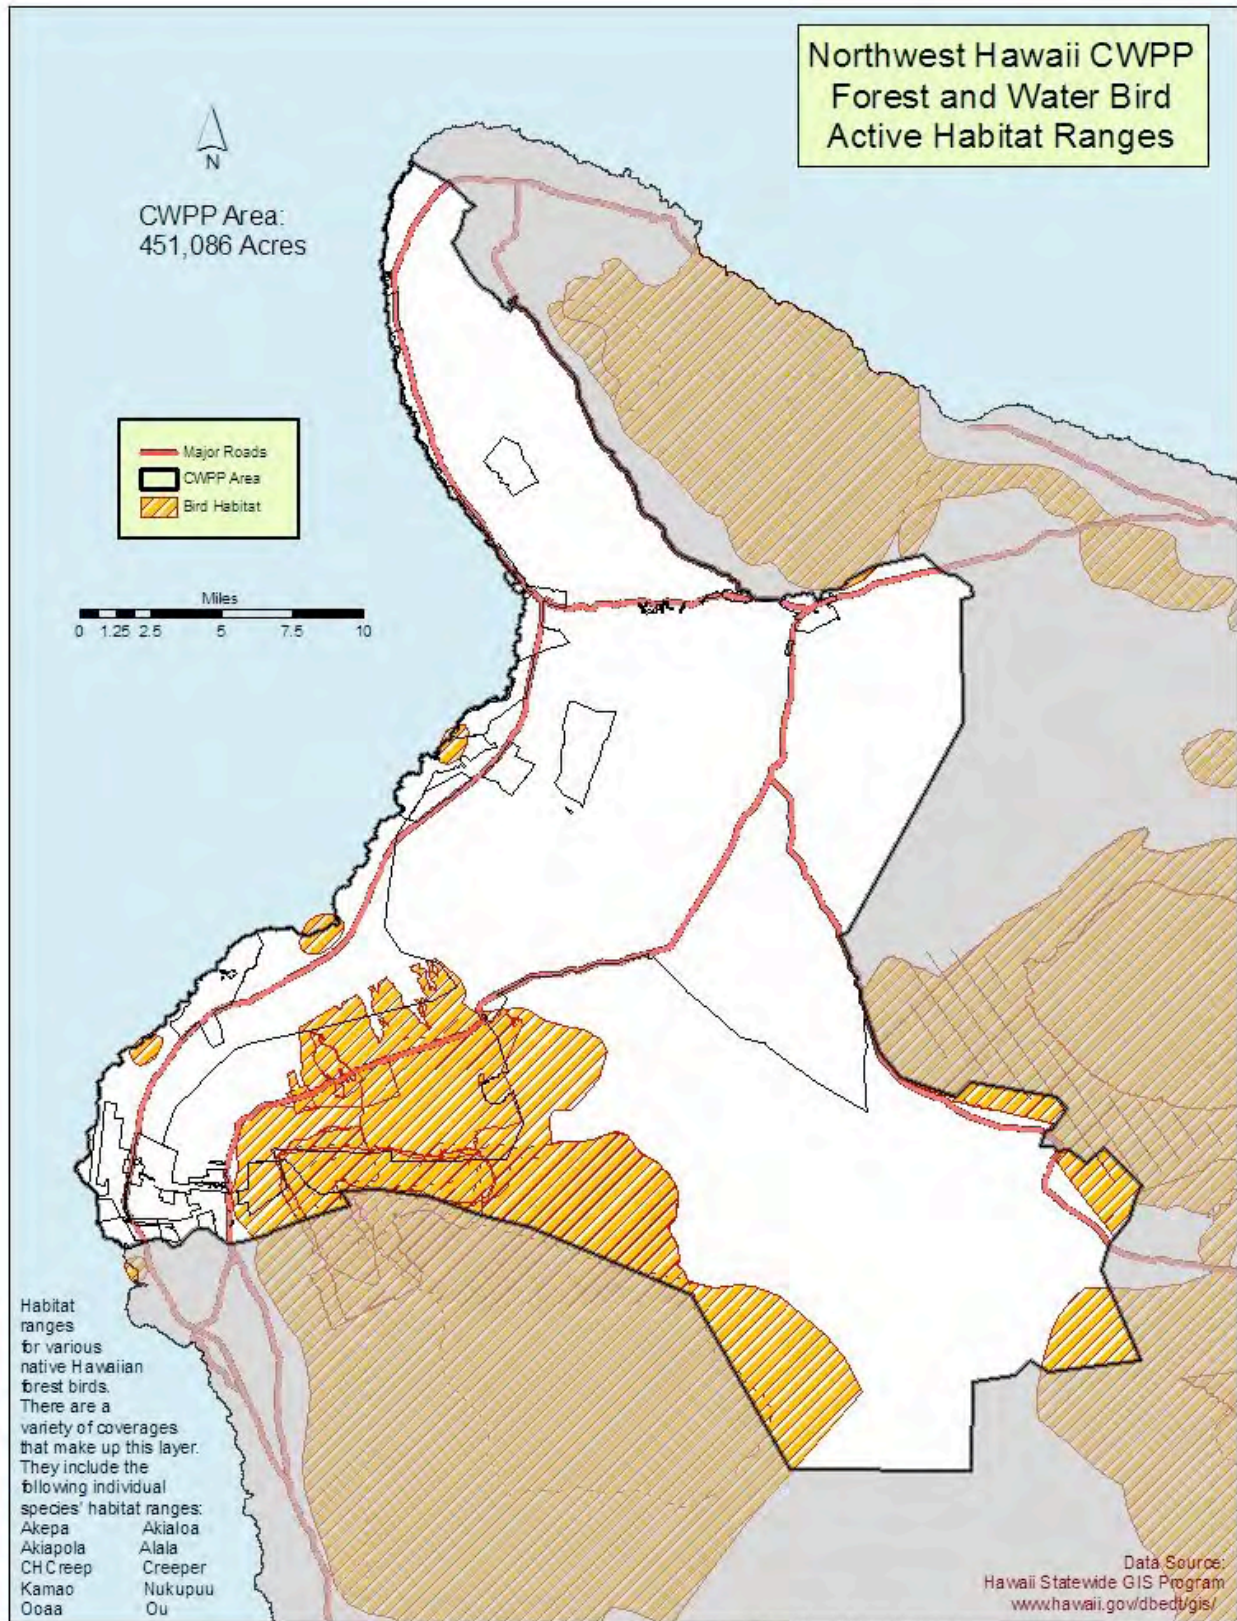 Northwest Hawaii CWPP
Forest and Water Bird
Active Habitat Ranges
N
CWPP Area:
451,086 Acres
Major Roads
CWPP Area
Bird Habitat
Miles
0 1.25 2.5 5 7.5 10
Habitat
ranges
for various
native Hawaiian
forest birds.
There are a
variety of coverages
that make up this layer.
They include the
following individual
species' habitat ranges:
Akepa Akialoa
Akiapola Alala
CHCreep Creeper
Kamao Nukupuu
Ooaa Ou
Data Source:
Hawaii Statewide GIS Program
www.hawaii.gov/dbedt/gis/